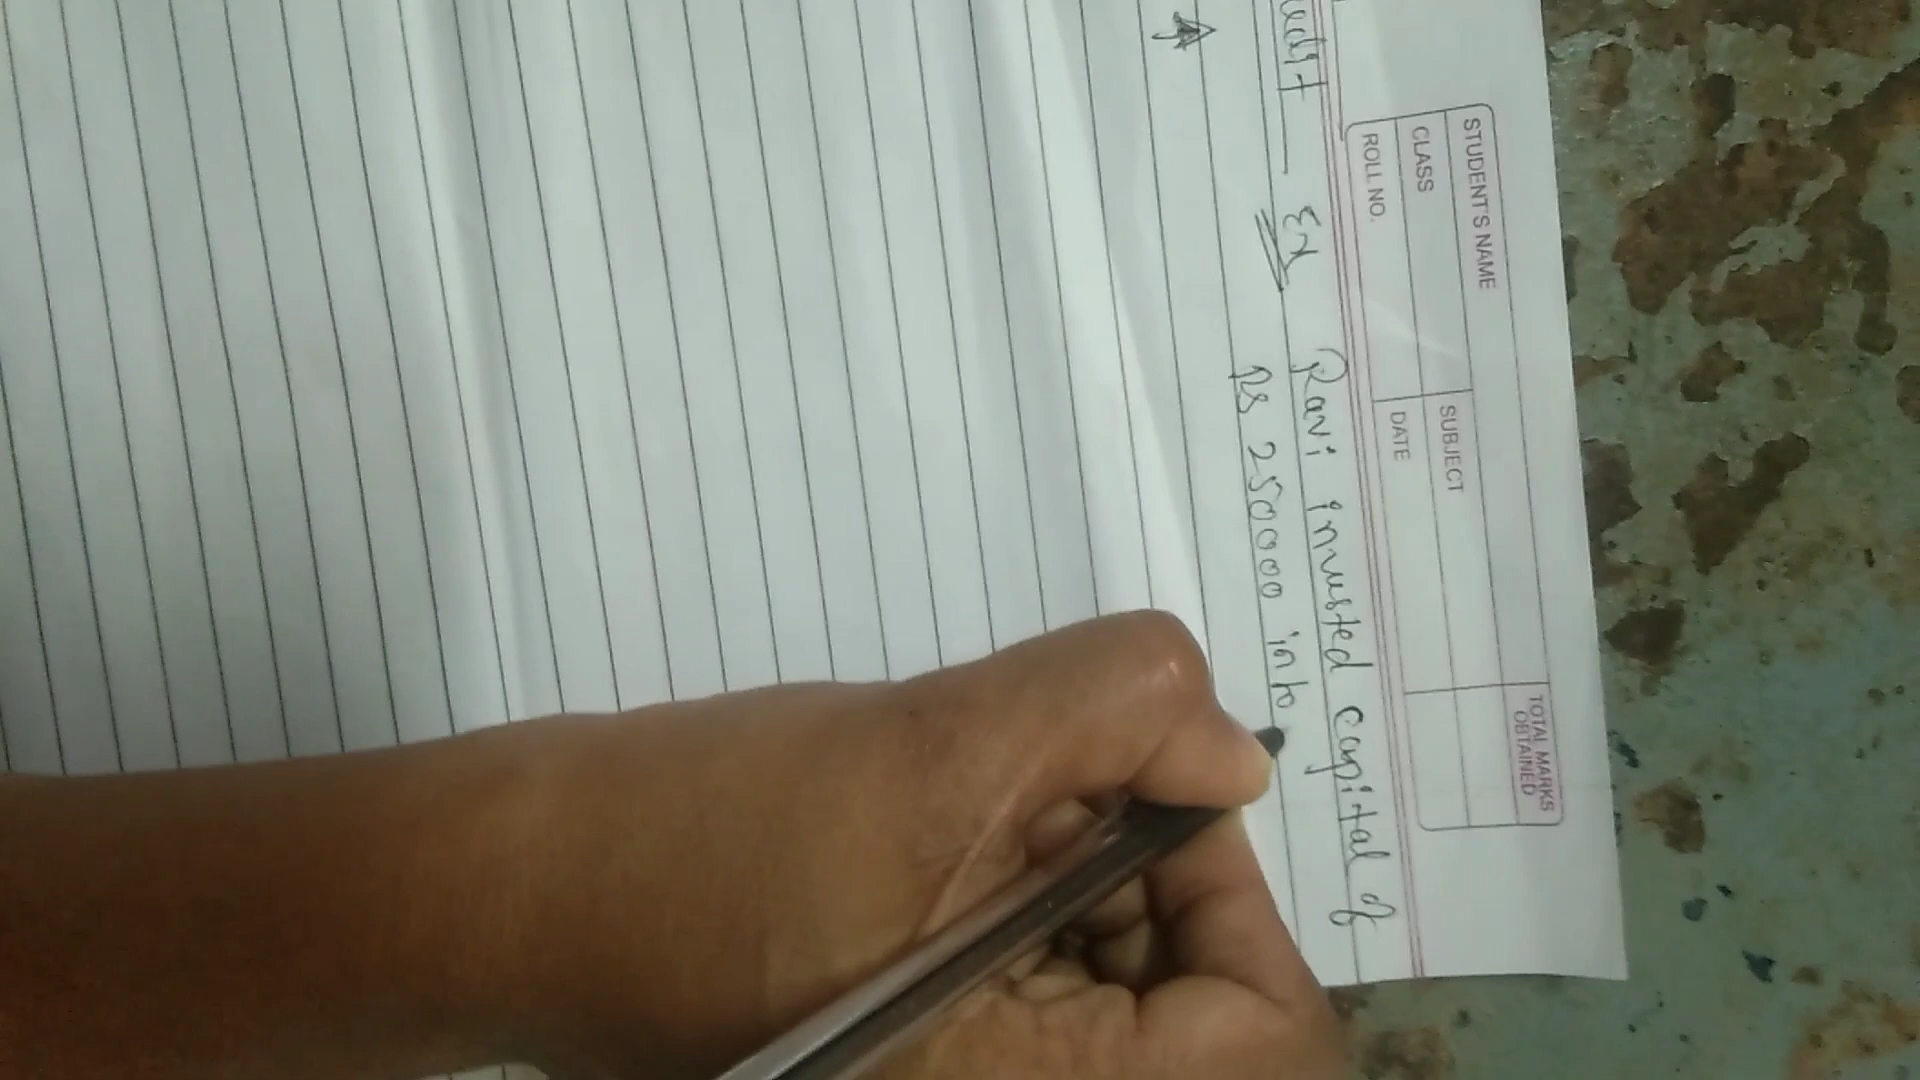 STUDENT'S NAME
TOTAL MARKS OBTAINED
CLASS
SUBJECT
ROLL NO.
DATE
Ex Ravi invested capital of
Rs 250000 into